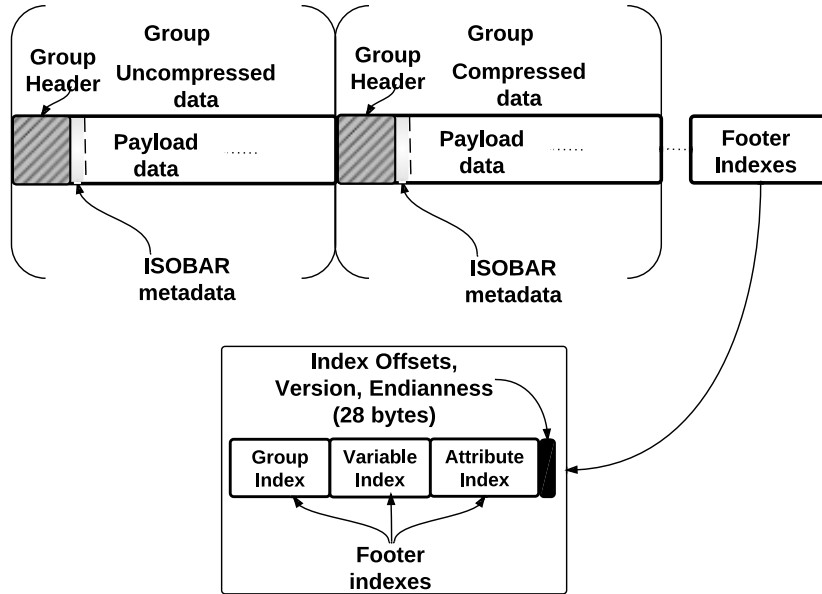 Group
Group
Header
Uncompressed
data
Payload
data
ISOBAR
metadata
Group
Group
Header
Compressed
data
Payload
data
ISOBAR
metadata
Footer
Indexes
Index Offsets,
Version, Endianness
(28 bytes)
Group
Index
Variable
Index
Attribute
Index
Footer
indexes